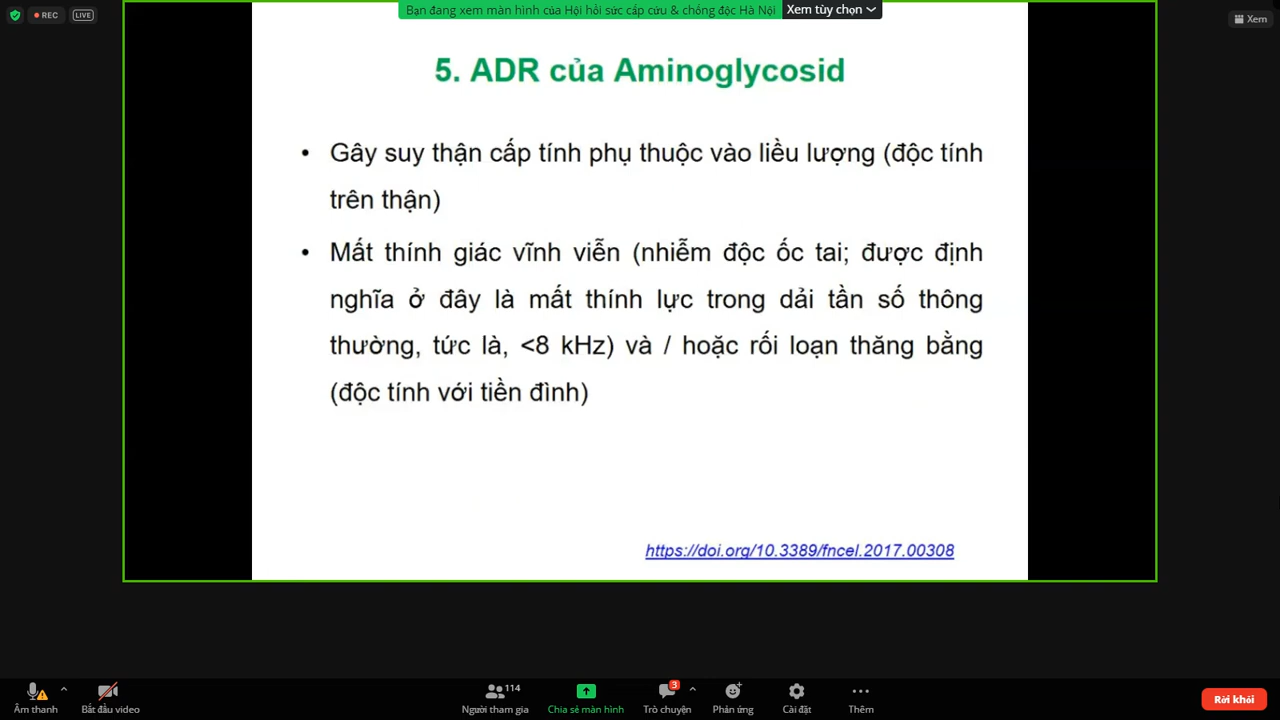 REC
LIVE
Bạn đang xem màn hình của Hội hồi sức cấp cứu & chống độc Hà Nội
Xem tùy chọn
Xem
5. ADR của Aminoglycosid
• Gây suy thận cấp tính phụ thuộc vào liều lượng (độc tính
trên thận)
• Mất thính giác vĩnh viễn (nhiễm độc ốc tai; được định
nghĩa ở đây là mất thính lực trong dải tần số thông
thường, tức là, <8 kHz) và / hoặc rối loạn thăng bằng
(độc tính với tiền đình)
https://doi.org/10.3389/fncel.2017.00308
114
3
Âm thanh
Bắt đầu video
Người tham gia
Chia sẻ màn hình
Trò chuyện
Phản ứng
Cài đặt
Thêm
Rời khỏi